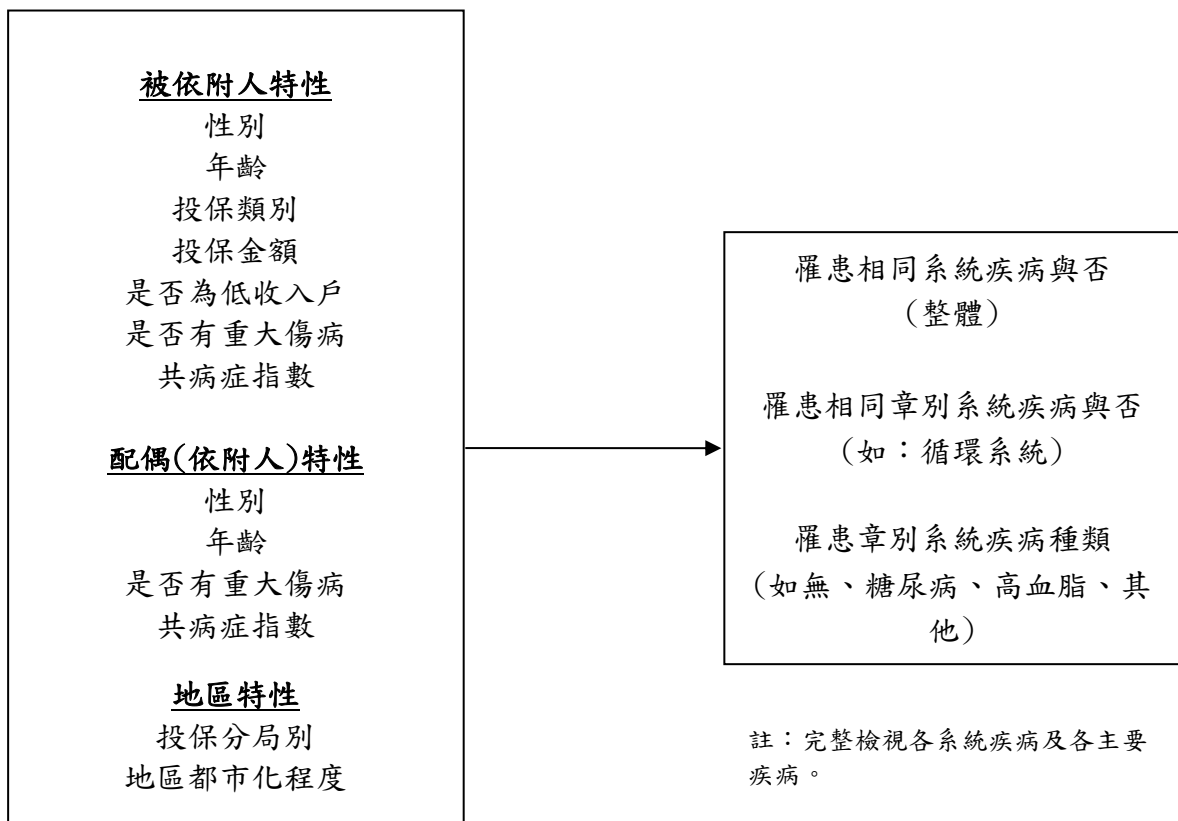 被依附人特性
性別
年齡
投保類別
投保金額
是否為低收入戶
是否有重大傷病
共病症指數
配偶(依附人)特性
性別
年齡
是否有重大傷病
共病症指數
地區特性
投保分局別
地區都市化程度
罹患相同系統疾病與否
(整體)
罹患相同章別系統疾病與否
(如：循環系統)
罹患章別系統疾病種類
(如無、糖尿病、高血脂、其
他)
註：完整檢視各系統疾病及各主要
疾病。